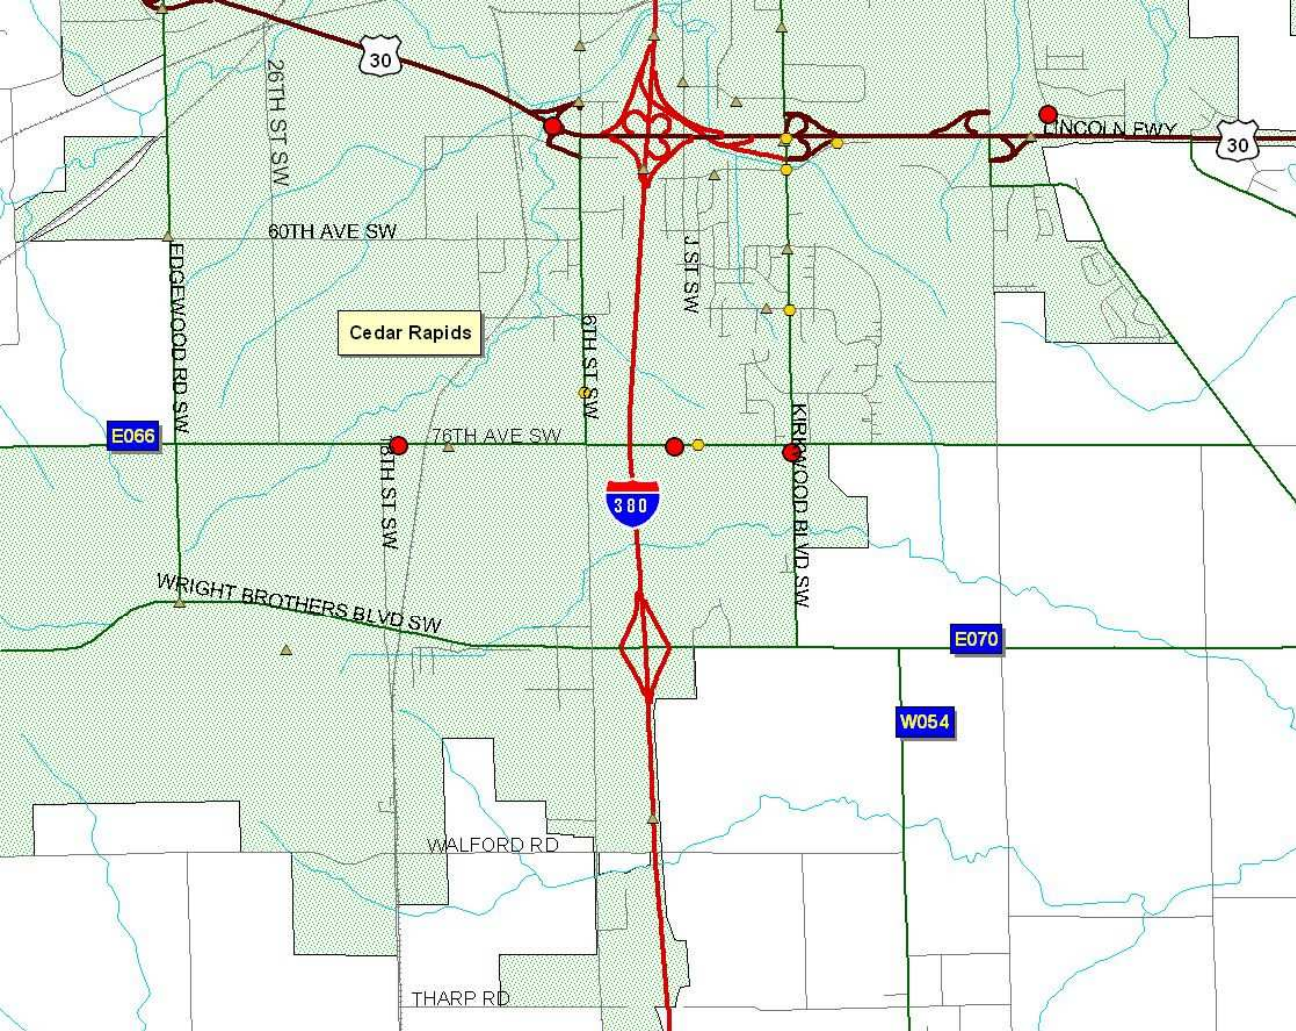 30
26TH ST SW
LINCOLN FWY
30
60TH AVE SW
EDGEWOOD RD SW
J ST SW
Cedar Rapids
6TH ST SW
E066
76TH AVE SW
18TH ST SW
KIRKWOOD BLVD SW
380
WRIGHT BROTHERS BLVD SW
E070
W054
WALFORD RD
THARP RD